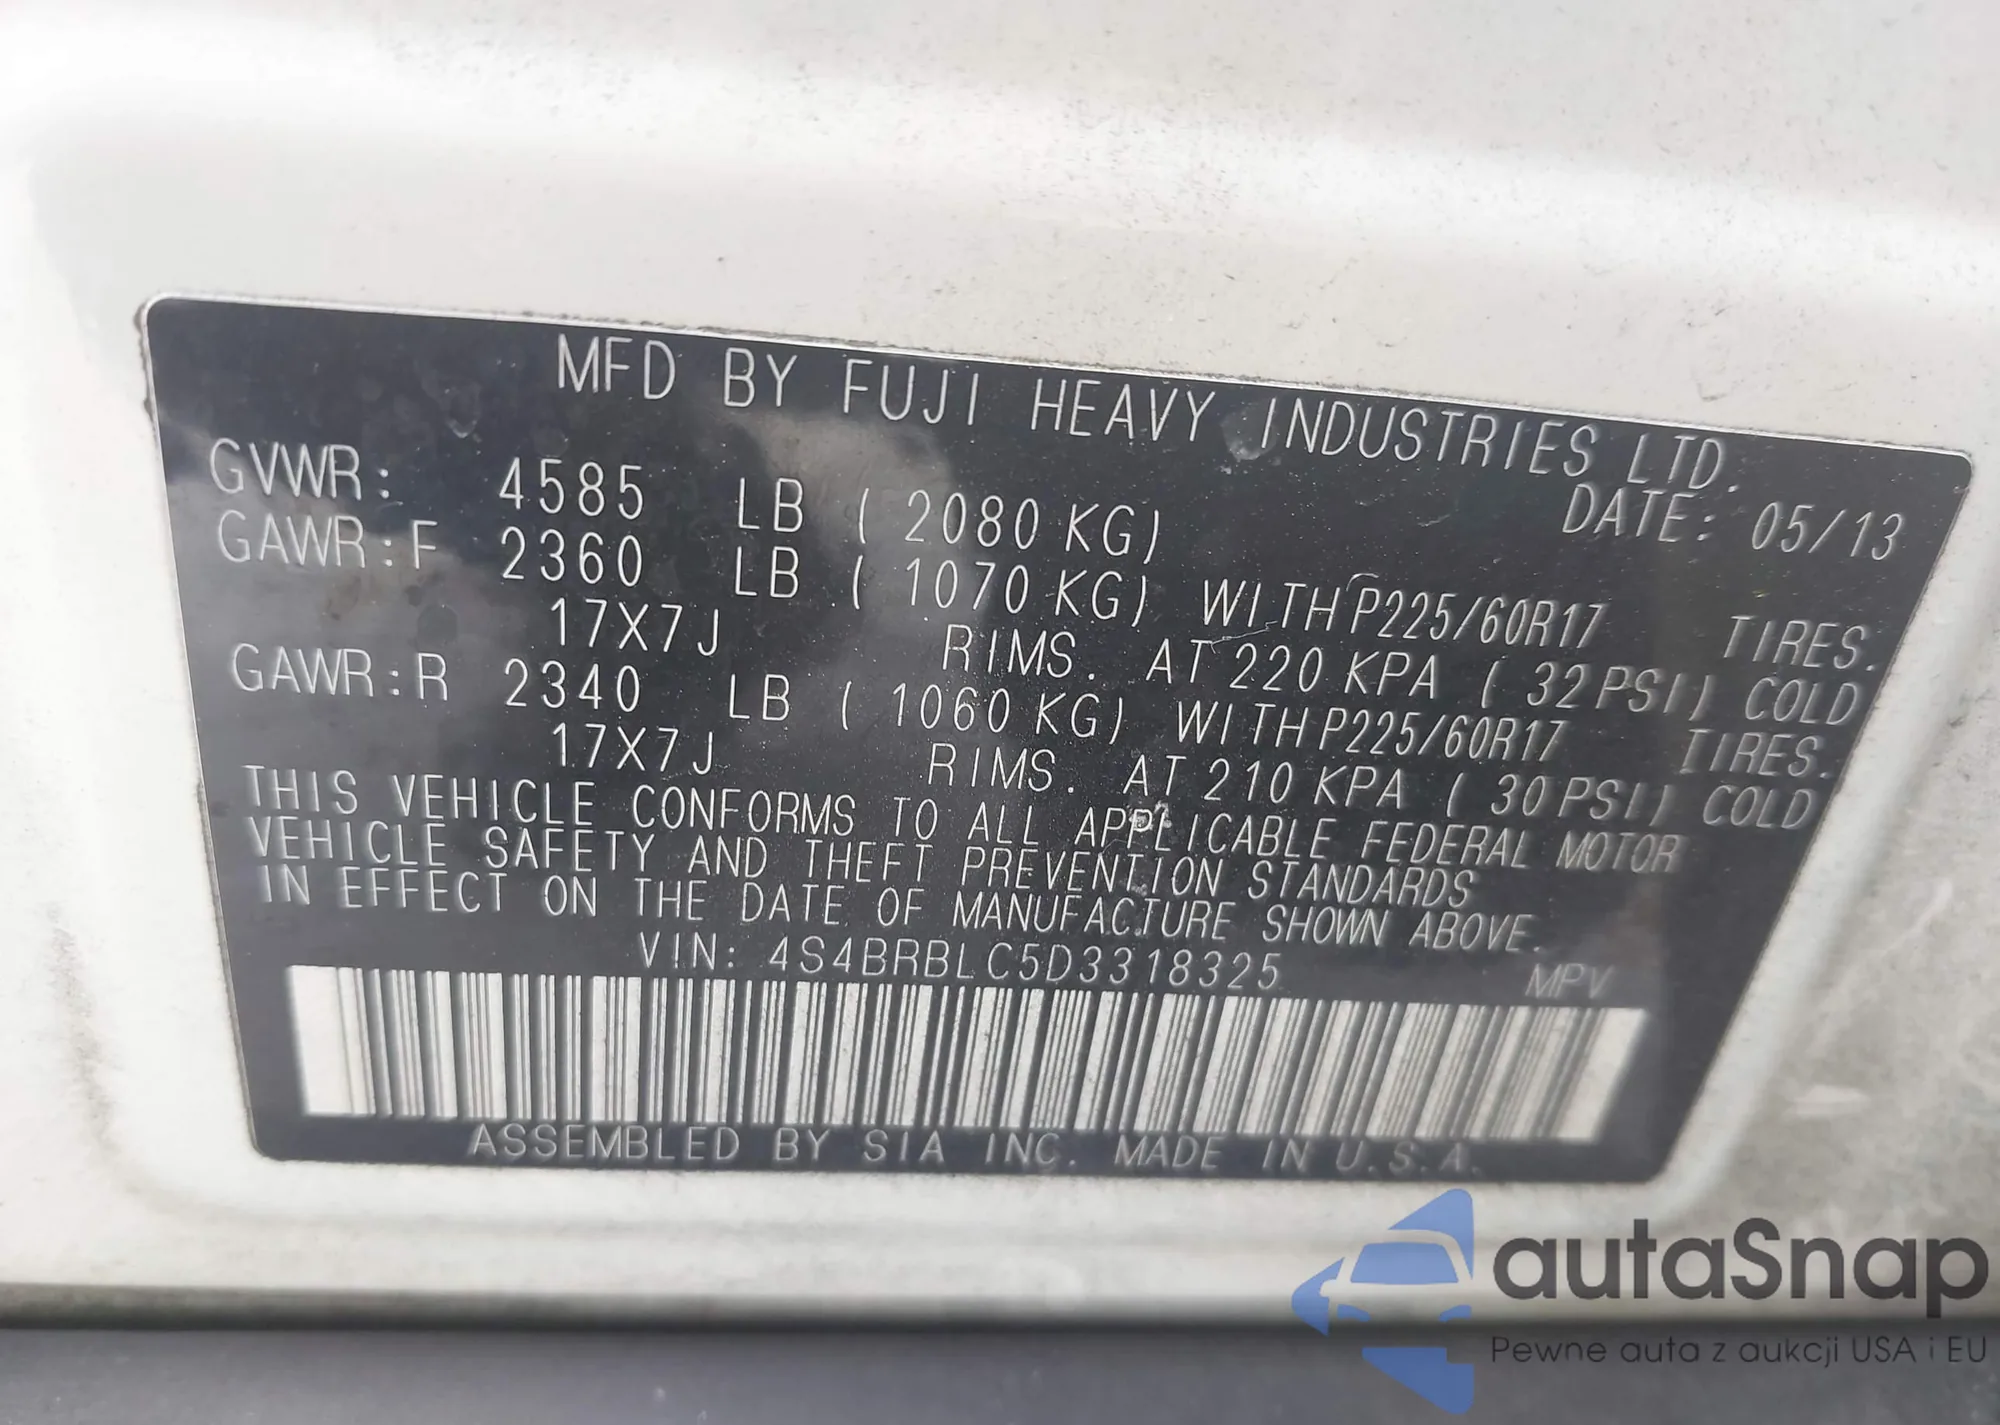 MFD BY FUJI HEAVY INDUSTRIES LTD.
DATE: 05/13
GVWR: 4585 LB ( 2080 KG)
GAWR:F 2360 LB ( 1070 KG) WITH P225/60R17 TIRES.
17X7J RIMS. AT 220 KPA ( 32 PSI) COLD
GAWR:R 2340 LB ( 1060 KG) WITH P225/60R17 TIRES.
17X7J RIMS. AT 210 KPA ( 30 PSI) COLD
THIS VEHICLE CONFORMS TO ALL APPLICABLE FEDERAL MOTOR
VEHICLE SAFETY AND THEFT PREVENTION STANDARDS
IN EFFECT ON THE DATE OF MANUFACTURE SHOWN ABOVE.
VIN: 4S4BRBLC5D3318325 MPV
ASSEMBLED BY SIA INC. MADE IN U.S.A.
autaSnap
Pewne auta z aukcji USA i EU